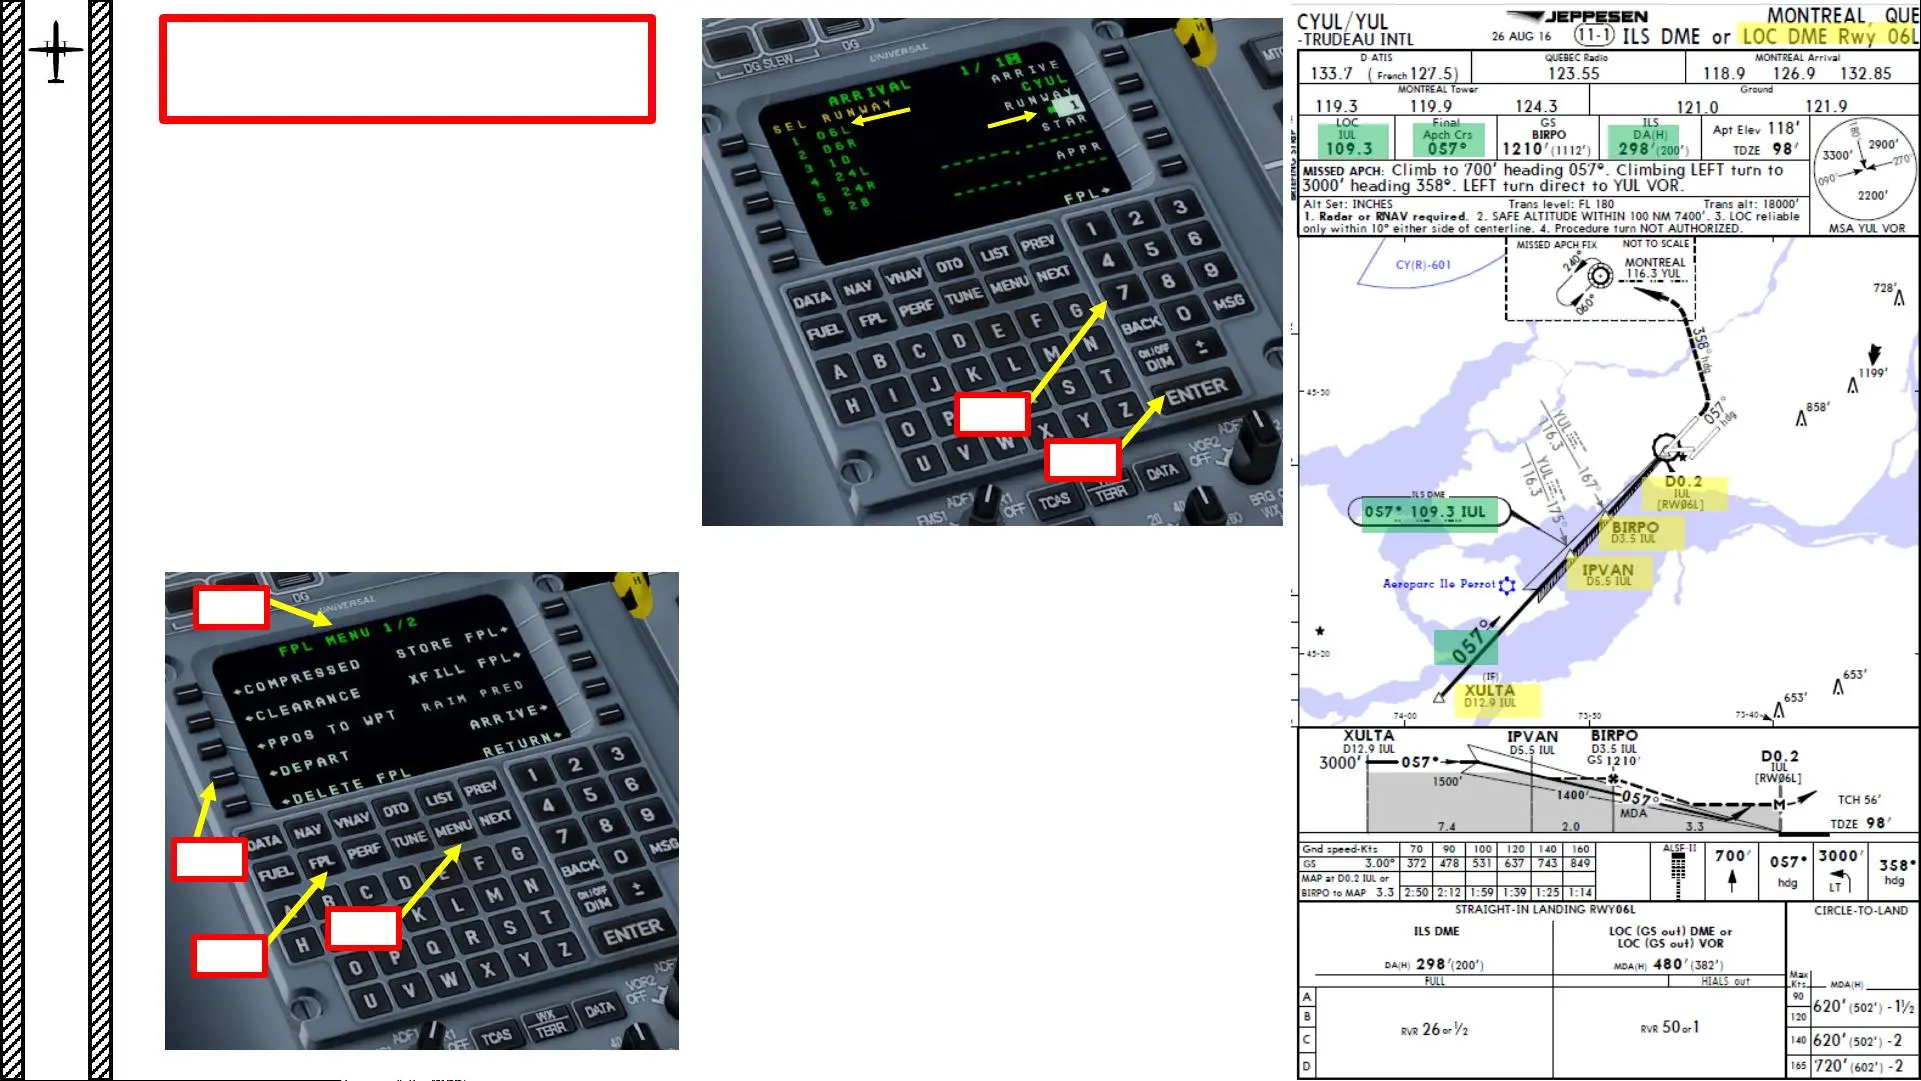 DG SLEW
DG
UNIVERSAL
ARRIVAL
1/ 1
SEL RUNWAY
1 06L
2 06R
3 10
4 24L
5 24R
6 28
ARRIVE
CYUL
RUNWAY
1
STAR
APPR
FPL
DATA NAV VNAV DTO LIST PREV
FUEL FPL PERF TUNE MENU NEXT
1 2 3
4 5 6
7 8 9
BACK 0 MSG
ON/OFF
DIM ± ENTER
A B C D E F G
H I J K L M N
O P S T
U V W X Y Z
TCAS
TERR
DATA
VOR2
OFF
DG
UNIVERSAL
FPL MENU 1/2
COMPRESSED STORE FPL
CLEARANCE XFILL FPL
PPOS TO WPT RAIM PRED
DEPART ARRIVE
DELETE FPL RETURN
DATA NAV VNAV DTO LIST PREV
FUEL FPL PERF TUNE MENU NEXT
1 2 3
4 5 6
7 8 9
BACK 0 MSG
ON/OFF
DIM ± ENTER
A B C D E F G
H K L M N
O P Q R S T
U V W X Y Z
TCAS
WX
TERR
DATA
VOR2
OFF
CYUL/YUL
-TRUDEAU INTL
JEPPESEN
26 AUG 16 11-1
MONTREAL, QUE
ILS DME or LOC DME Rwy 06L
D-ATIS
133.7 (French 127.5)
QUEBEC Radio
123.55
MONTREAL Arrival
118.9 126.9 132.85
MONTREAL Tower
119.3 119.9 124.3
Ground
121.0 121.9
LOC
IUL
109.3
Final
Apch Crs
057°
GS
BIRPO
1210' (1112')
ILS
DA(H)
298' (200')
Apt Elev 118'
TDZE 98'
MISSED APCH: Climb to 700' heading 057°. Climbing LEFT turn to
3000' heading 358°. LEFT turn direct to YUL VOR.
Alt Set: INCHES Trans level: FL 180 Trans alt: 18000'
1. Radar or RNAV required. 2. SAFE ALTITUDE WITHIN 100 NM 7400'. 3. LOC reliable
only within 10° either side of centerline. 4. Procedure turn NOT AUTHORIZED.
180°
2900'
3300'
270°
090°
2200'
MSA YUL VOR
CY(R)-601
MISSED APCH FIX NOT TO SCALE
240°
060°
MONTREAL
116.3 YUL
358° hdg
057°
hdg
728'
1199'
858'
45-30
YUL
116.3
167°
YUL
116.3
175°
ILS DME
057° 109.3 IUL
D0.2
IUL
[RW06L]
BIRPO
D3.5 IUL
IPVAN
D5.5 IUL
Aeroparc Ile Perrot
057°
45-20
(IF)
XULTA
D12.9 IUL
653'
653'
74-00 73-50 73-40
XULTA
D12.9 IUL
3000'
057°
1500'
IPVAN
D5.5 IUL
BIRPO
D3.5 IUL
GS 1210'
1400'
057°
MDA
D0.2
IUL
[RW06L]
M
TCH 56'
TDZE 98'
7.4 2.0 3.3
Gnd speed-Kts 70 90 100 120 140 160
GS 3.00° 372 478 531 637 743 849
MAP at D0.2 IUL or
BIRPO to MAP 3.3 2:50 2:12 1:59 1:39 1:25 1:14
ALSF-II
700'
057°
hdg
3000'
LT
358°
hdg
STRAIGHT-IN LANDING RWY06L
CIRCLE-TO-LAND
ILS DME
LOC (GS out) DME or
LOC (GS out) VOR
DA(H) 298' (200')
MDA(H) 480' (382')
FULL
HIALS out
Max
Kts
MDA(H)
A
B
C
D
RVR 26 or 1/2
RVR 50 or 1
90
120
620' (502') -1½
140 620' (502') -2
165 720' (602') -2